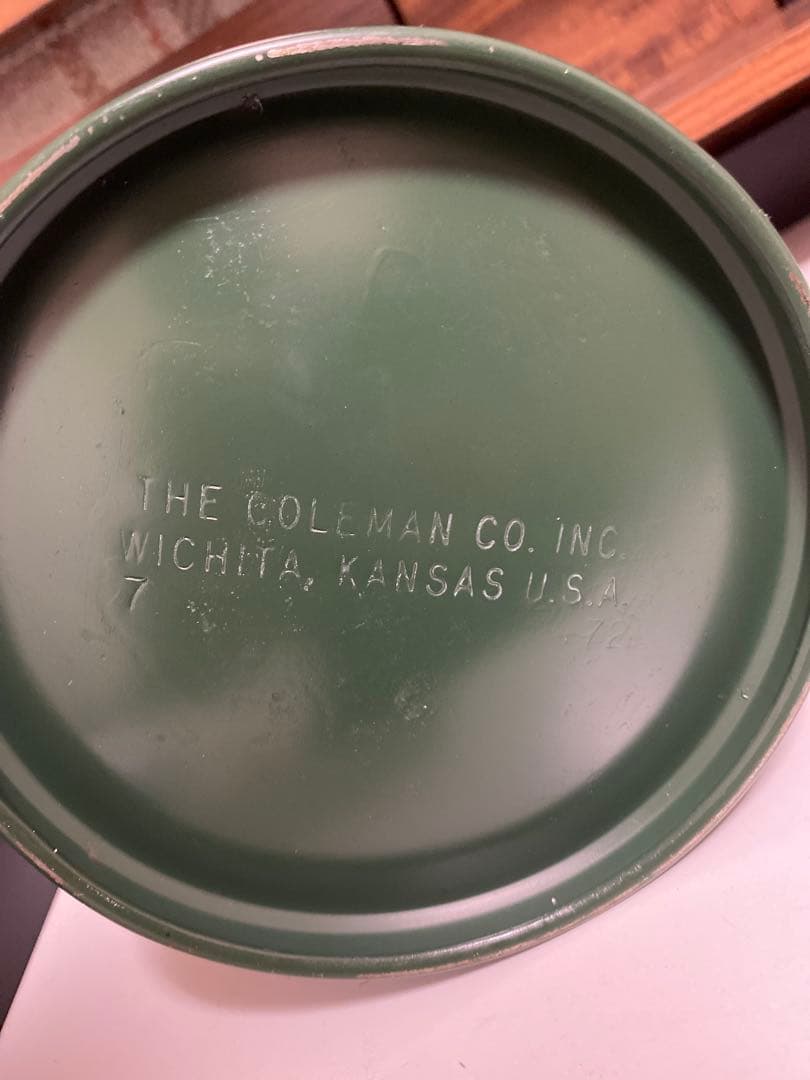 THE COLEMAN CO. INC.
WICHITA, KANSAS U.S.A.
7 72